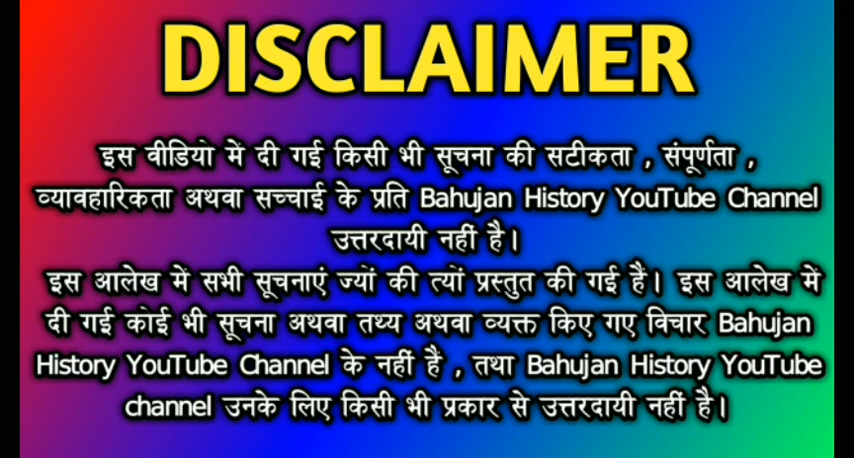 DISCLAIMER
इस वीडियो में दी गई किसी भी सूचना की सटीकता , संपूर्णता ,
व्यावहारिकता अथवा सच्चाई के प्रति Bahujan History YouTube Channel
उत्तरदायी नहीं है।
इस आलेख में सभी सूचनाएं ज्यों की त्यों प्रस्तुत की गई हैं। इस आलेख में
दी गई कोई भी सूचना अथवा तथ्य अथवा व्यक्त किए गए विचार Bahujan
History YouTube Channel के नहीं है , तथा Bahujan History YouTube
channel उनके लिए किसी भी प्रकार से उत्तरदायी नहीं है।